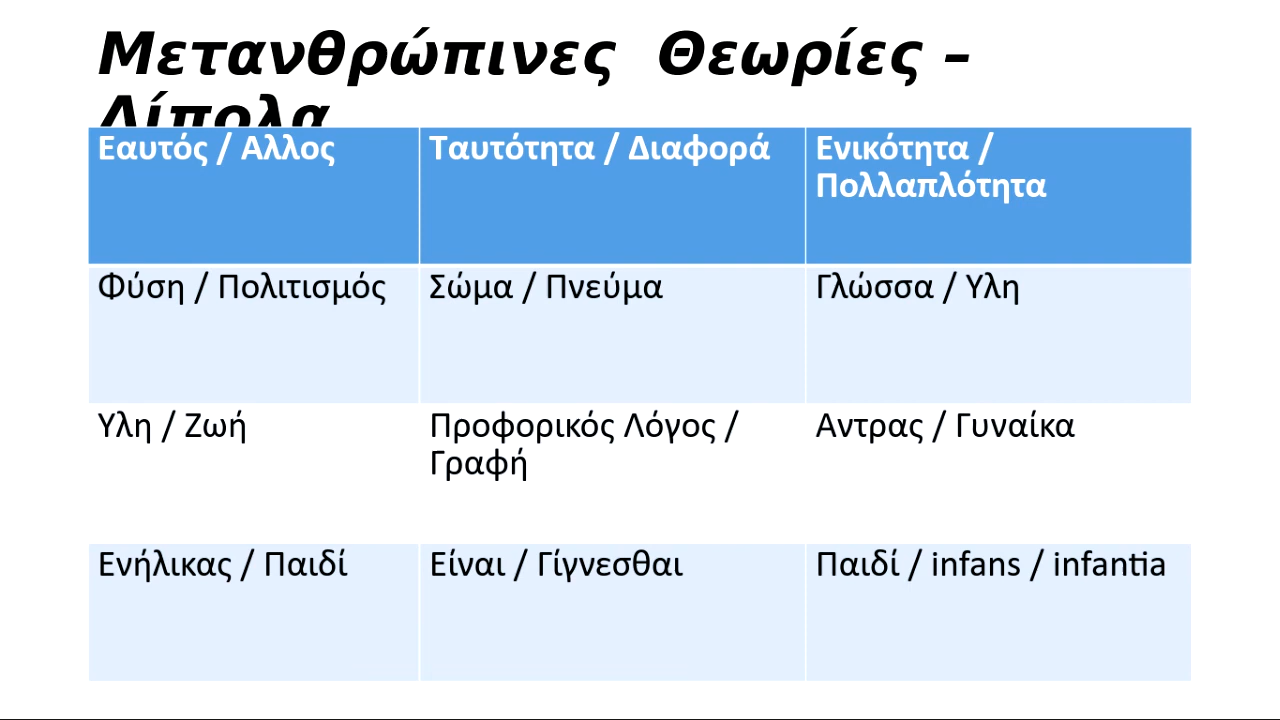 Μετανθρώπινες Θεωρίες –
Δίπολα
Εαυτός / Αλλος
Ταυτότητα / Διαφορά
Ενικότητα /
Πολλαπλότητα
Φύση / Πολιτισμός
Σώμα / Πνεύμα
Γλώσσα / Υλη
Υλη / Ζωή
Προφορικός Λόγος /
Γραφή
Αντρας / Γυναίκα
Ενήλικας / Παιδί
Είναι / Γίγνεσθαι
Παιδί / infans / infantia